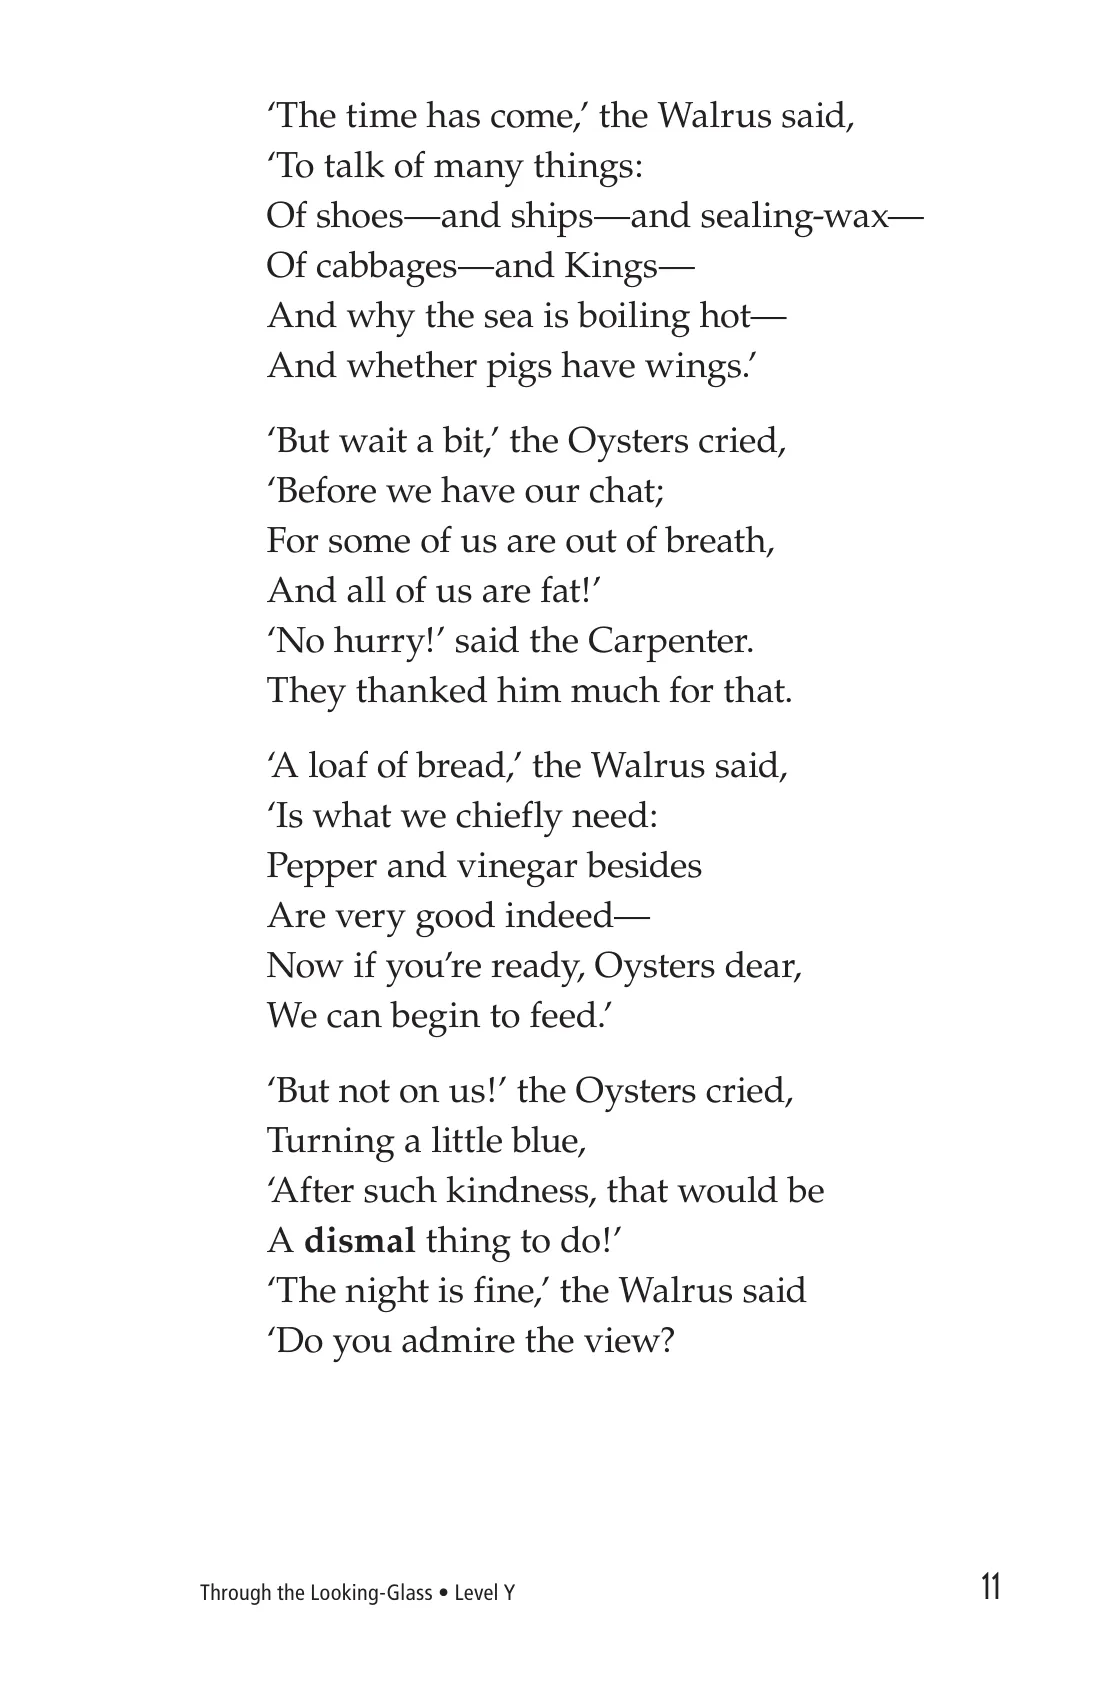 ‘The time has come,’ the Walrus said,
‘To talk of many things:
Of shoes—and ships—and sealing-wax—
Of cabbages—and Kings—
And why the sea is boiling hot—
And whether pigs have wings.’
‘But wait a bit,’ the Oysters cried,
‘Before we have our chat;
For some of us are out of breath,
And all of us are fat!’
‘No hurry!’ said the Carpenter.
They thanked him much for that.
‘A loaf of bread,’ the Walrus said,
‘Is what we chiefly need:
Pepper and vinegar besides
Are very good indeed—
Now if you’re ready, Oysters dear,
We can begin to feed.’
‘But not on us!’ the Oysters cried,
Turning a little blue,
‘After such kindness, that would be
A dismal thing to do!’
‘The night is fine,’ the Walrus said
‘Do you admire the view?
Through the Looking-Glass • Level Y 11